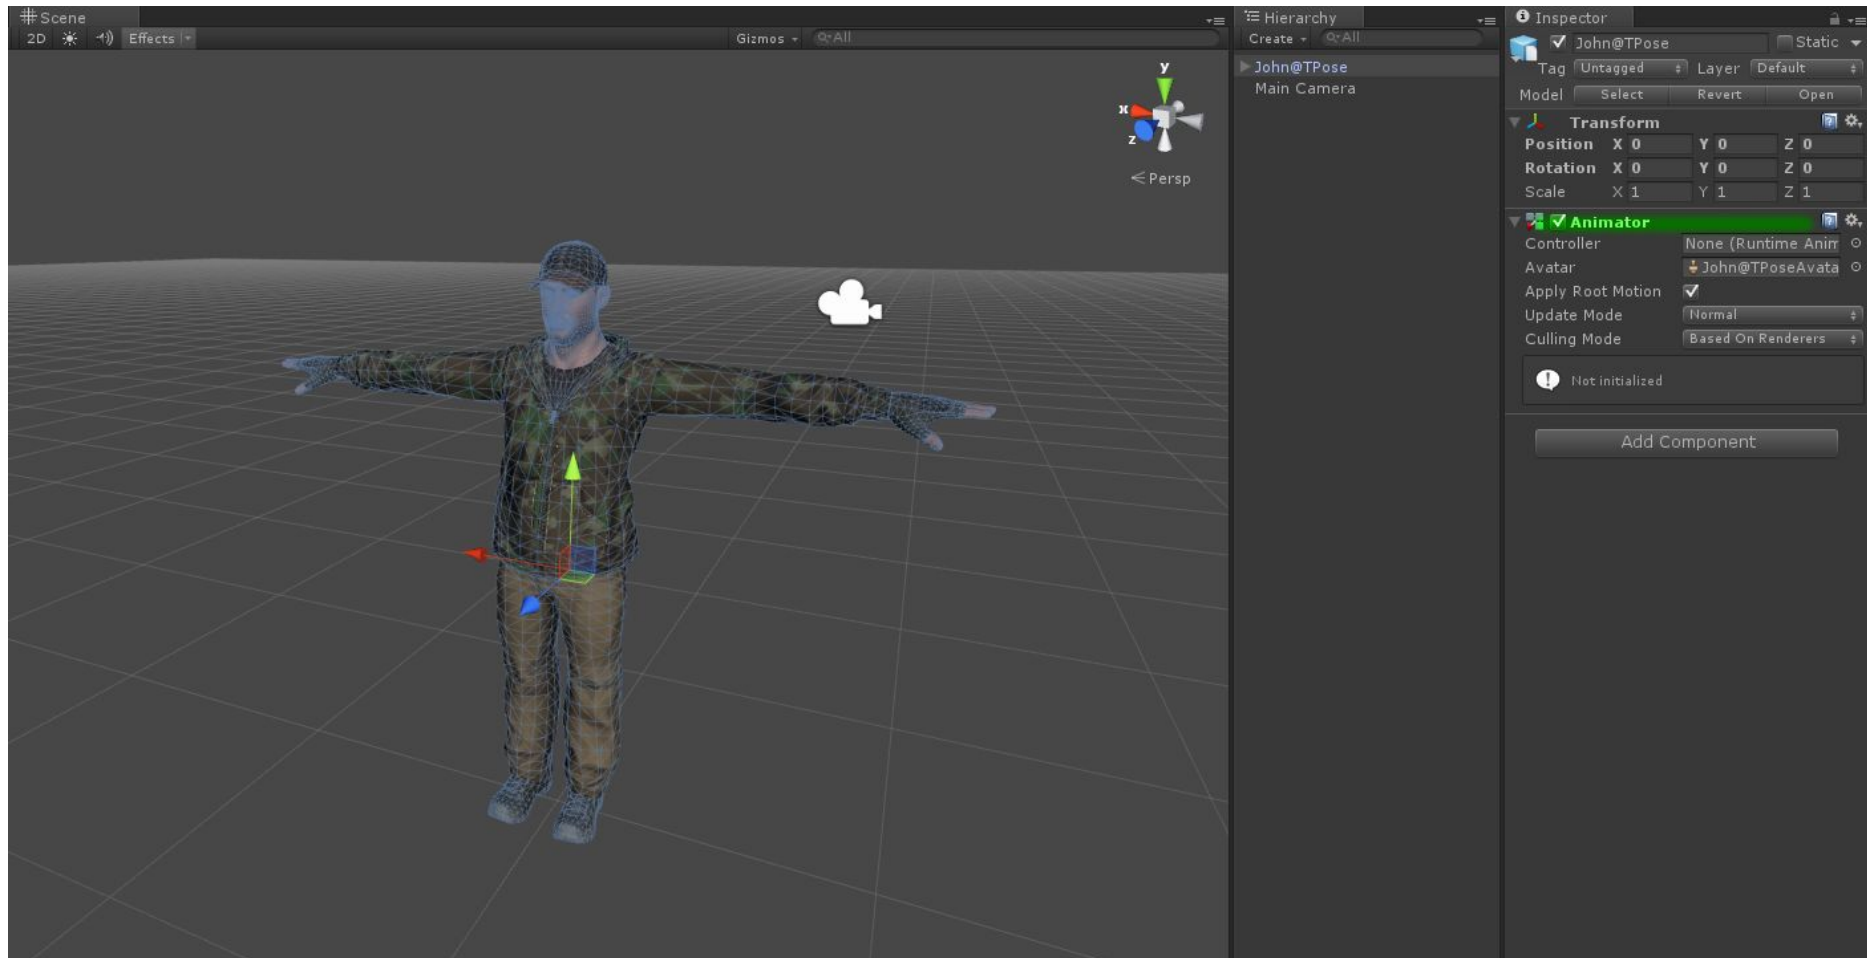 Scene
2D Effects Gizmos All
y
x
z
Persp
Hierarchy
Create All
John@TPose
Main Camera
Inspector
John@TPose Static
Tag Untagged Layer Default
Model Select Revert Open
Transform
Position X 0 Y 0 Z 0
Rotation X 0 Y 0 Z 0
Scale X 1 Y 1 Z 1
Animator
Controller None (Runtime Anim
Avatar John@TPoseAvata
Apply Root Motion
Update Mode Normal
Culling Mode Based On Renderers
Not initialized
Add Component